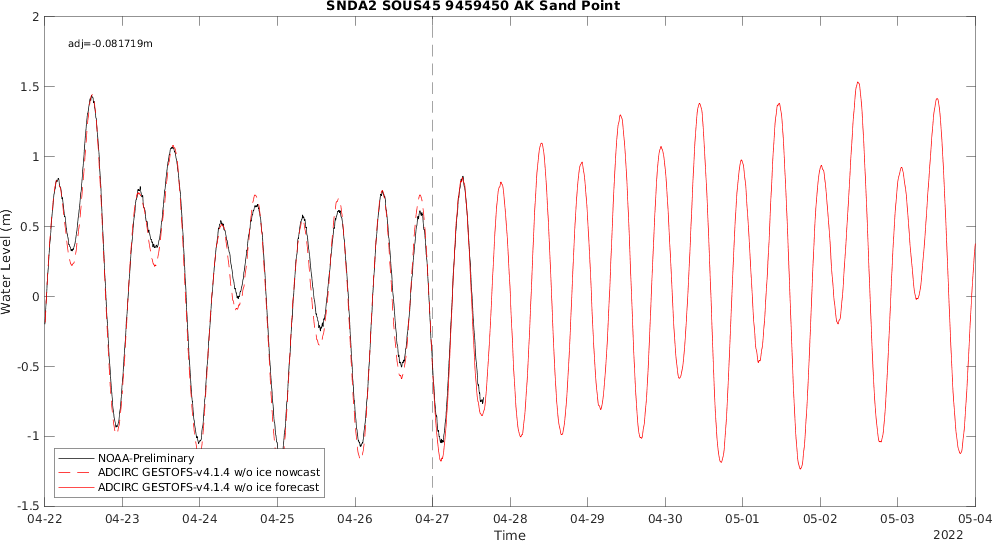 SNDA2 SOUS45 9459450 AK Sand Point
adj=-0.081719m
2
1.5
1
0.5
0
-0.5
-1
-1.5
Water Level (m)
NOAA-Preliminary
ADCIRC GESTOFS-v4.1.4 w/o ice nowcast
ADCIRC GESTOFS-v4.1.4 w/o ice forecast
04-22 04-23 04-24 04-25 04-26 04-27 04-28 04-29 04-30 05-01 05-02 05-03 05-04
Time
2022